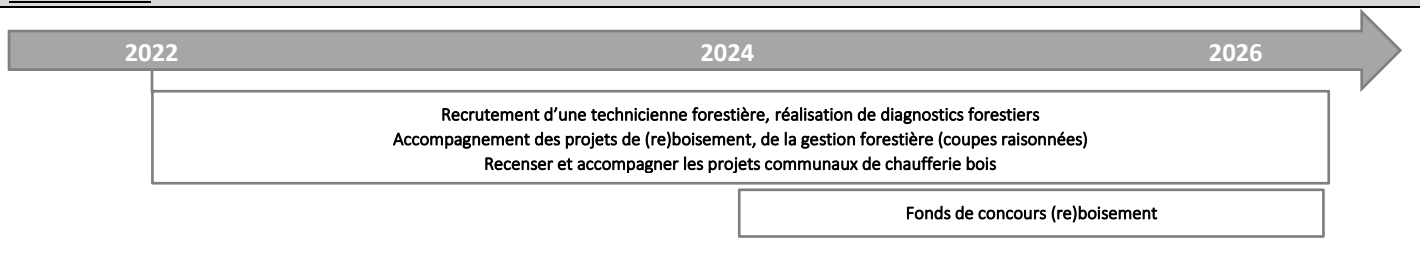 2022 2024 2026
Recrutement d'une technicienne forestière, réalisation de diagnostics forestiers
Accompagnement des projets de (re)boisement, de la gestion forestière (coupes raisonnées)
Recenser et accompagner les projets communaux de chaufferie bois
Fonds de concours (re)boisement